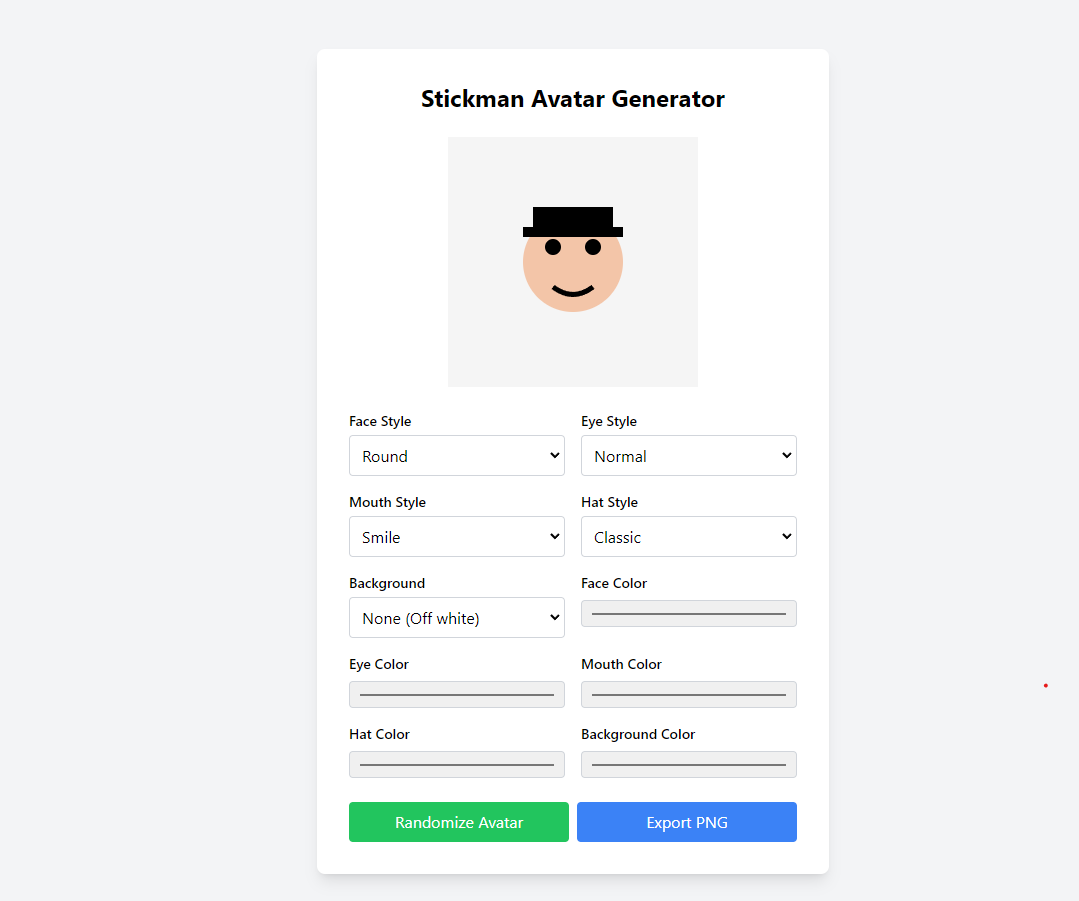 Stickman Avatar Generator
Face Style
Eye Style
Round
Normal
Mouth Style
Hat Style
Smile
Classic
Background
Face Color
None (Off white)
Eye Color
Mouth Color
Hat Color
Background Color
Randomize Avatar
Export PNG